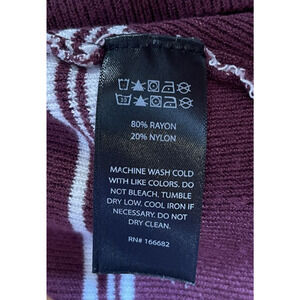 80% RAYON
20% NYLON
MACHINE WASH COLD
WITH LIKE COLORS. DO
NOT BLEACH. TUMBLE
DRY LOW. COOL IRON IF
NECESSARY. DO NOT
DRY CLEAN.
RN# 166682